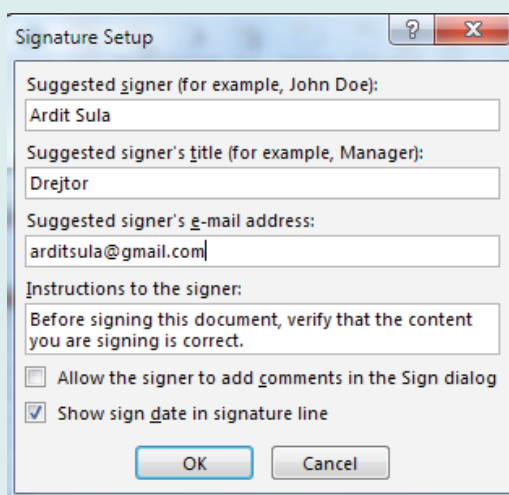 Signature Setup
Suggested signer (for example, John Doe):
Ardit Sula
Suggested signer's title (for example, Manager):
Drejtor
Suggested signer's e-mail address:
arditsula@gmail.com
Instructions to the signer:
Before signing this document, verify that the content
you are signing is correct.
Allow the signer to add comments in the Sign dialog
Show sign date in signature line
OK Cancel